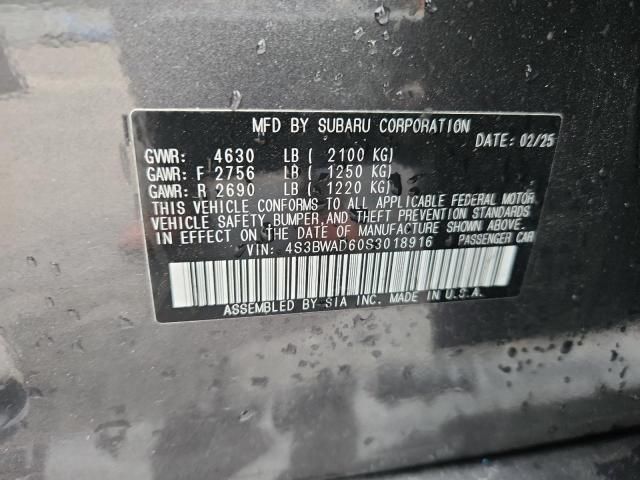 MFD BY SUBARU CORPORATION DATE: 02/25
GVWR: 4630 LB ( 2100 KG)
GAWR: F 2756 LB ( 1250 KG)
GAWR: R 2690 LB ( 1220 KG)
THIS VEHICLE CONFORMS TO ALL APPLICABLE FEDERAL MOTOR
VEHICLE SAFETY, BUMPER, AND THEFT PREVENTION STANDARDS
IN EFFECT ON THE DATE OF MANUFACTURE SHOWN ABOVE.
VIN: 4S3BWAD60S3018916 PASSENGER CAR
ASSEMBLED BY SIA INC. MADE IN U.S.A.